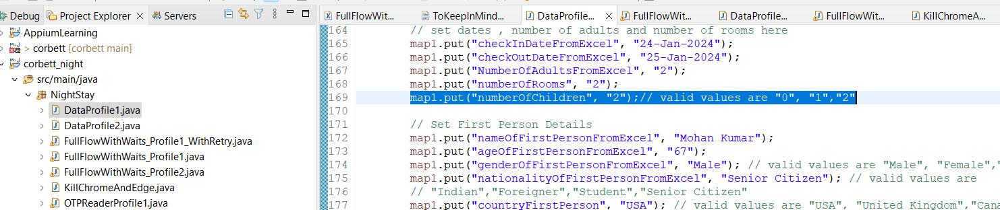 Debug Project Explorer Servers
AppiumLearning
> corbett [corbett main]
corbett_night
src/main/java
NightStay
DataProfile1.java
DataProfile2.java
FullFlowWithWaits_Profile1_WithRetry.java
FullFlowWithWaits_Profile1.java
FullFlowWithWaits_Profile2.java
KillChromeAndEdge.java
OTPReaderProfile1.java
FullFlowWit... ToKeepInMind... DataProfile... FullFlowWit... DataProfile... FullFlowWit... KillChromeA...
164 // set dates , number of adults and number of rooms here
165 map1.put("checkInDateFromExcel", "24-Jan-2024");
166 map1.put("checkOutDateFromExcel", "25-Jan-2024");
167 map1.put("NumberOfAdultsFromExcel", "2");
168 map1.put("numberOfRooms", "2");
169 map1.put("numberOfChildren", "2");// valid values are "0", "1","2"
170
171 // Set First Person Details
172 map1.put("nameOfFirstPersonFromExcel", "Mohan Kumar");
173 map1.put("ageOfFirstPersonFromExcel", "67");
174 map1.put("genderOfFirstPersonFromExcel", "Male"); // valid values are "Male", "Female","
175 map1.put("nationalityOfFirstPersonFromExcel", "Senior Citizen"); // valid values are
176 // "Indian","Foreigner","Student","Senior Citizen"
177 map1.put("countryFirstPerson", "USA"); // valid values are "USA", "United Kingdom","Cana